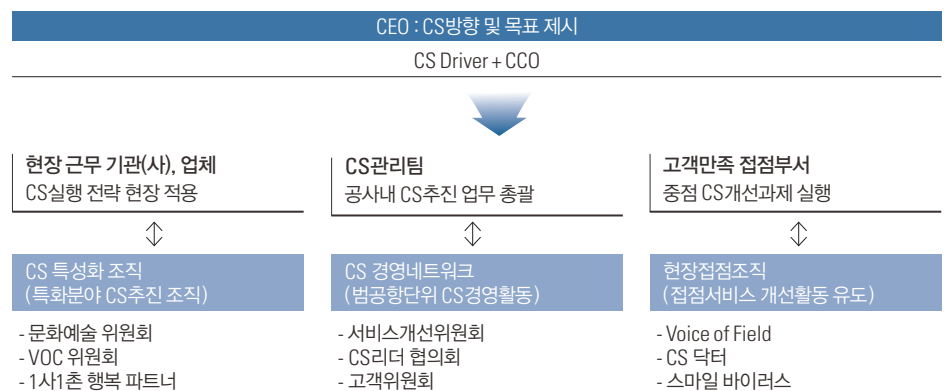 CEO : CS방향 및 목표 제시
CS Driver + CCO
현장 근무 기관(사), 업체
CS실행 전략 현장 적용
CS관리팀
공사내 CS추진 업무 총괄
고객만족 접점부서
중점 CS개선과제 실행
CS 특성화 조직
(특화분야 CS추진 조직)
CS 경영네트워크
(범공항단위 CS경영활동)
현장접점조직
(접점서비스 개선활동 유도)
- 문화예술 위원회
- VOC 위원회
- 1사1촌 행복 파트너
- 서비스개선위원회
- CS리더 협의회
- 고객위원회
- Voice of Field
- CS 닥터
- 스마일 바이러스